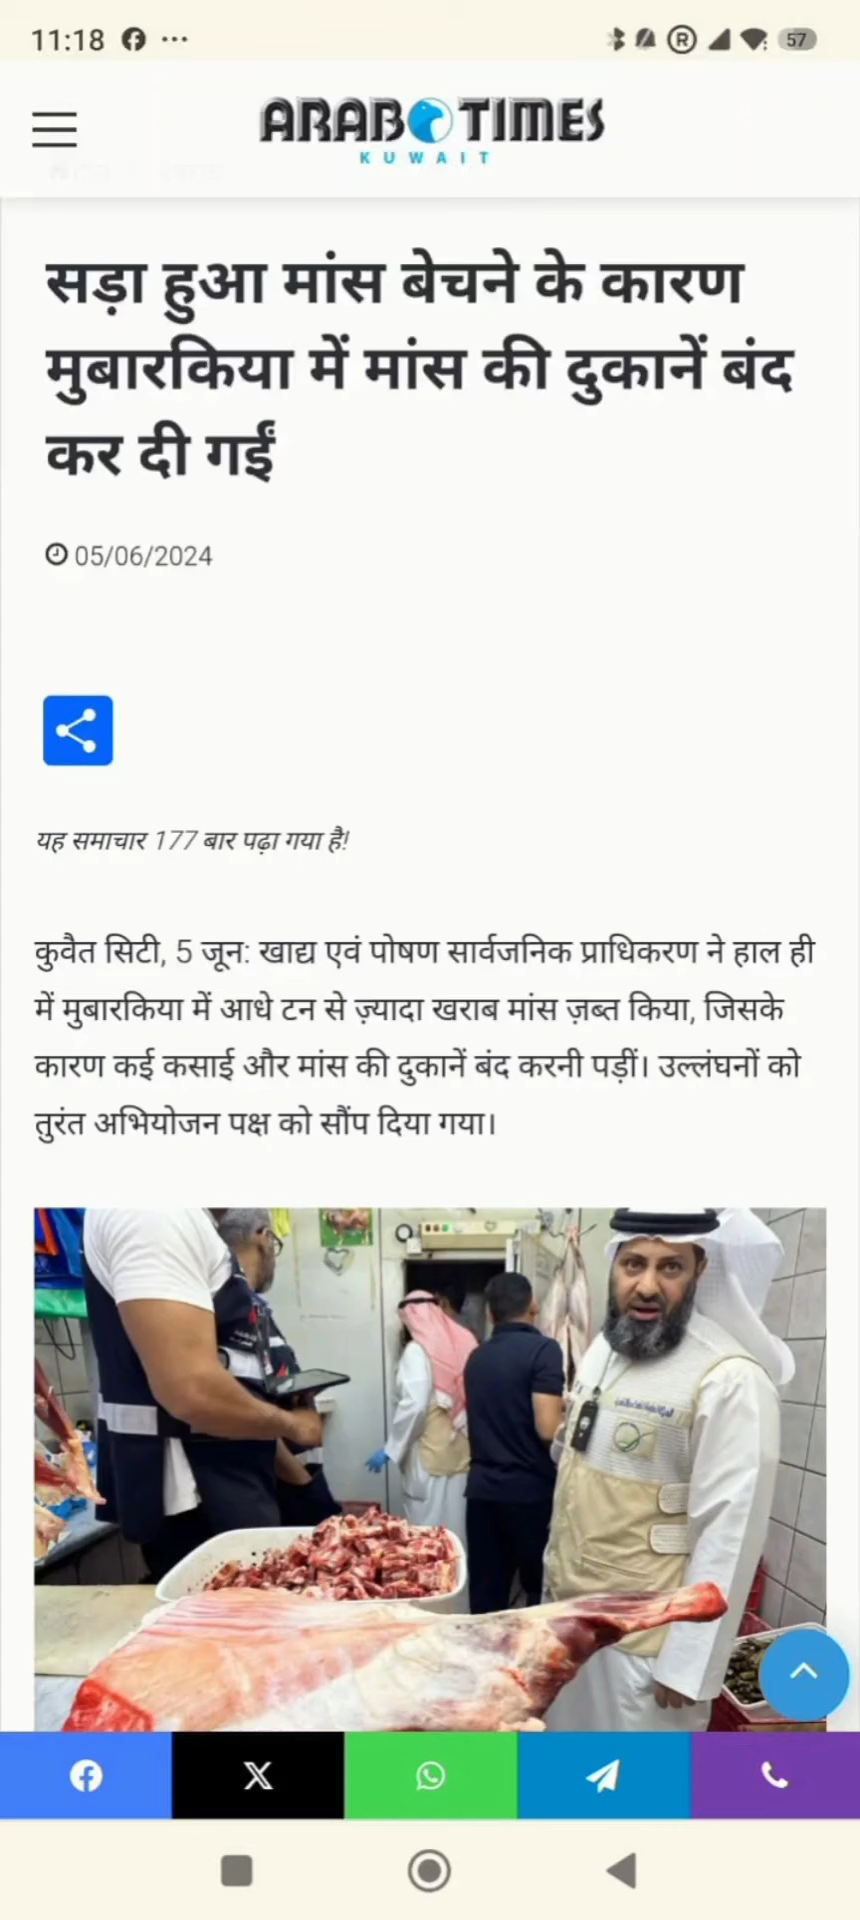 11:18
R
57
ARAB TIMES
KUWAIT
सड़ा हुआ मांस बेचने के कारण
मुबारकिया में मांस की दुकानें बंद
कर दी गईं
05/06/2024
यह समाचार 177 बार पढ़ा गया है!
कुवैत सिटी, 5 जून: खाद्य एवं पोषण सार्वजनिक प्राधिकरण ने हाल ही
में मुबारकिया में आधे टन से ज़्यादा खराब मांस ज़ब्त किया, जिसके
कारण कई कसाई और मांस की दुकानें बंद करनी पड़ीं। उल्लंघनों को
तुरंत अभियोजन पक्ष को सौंप दिया गया।